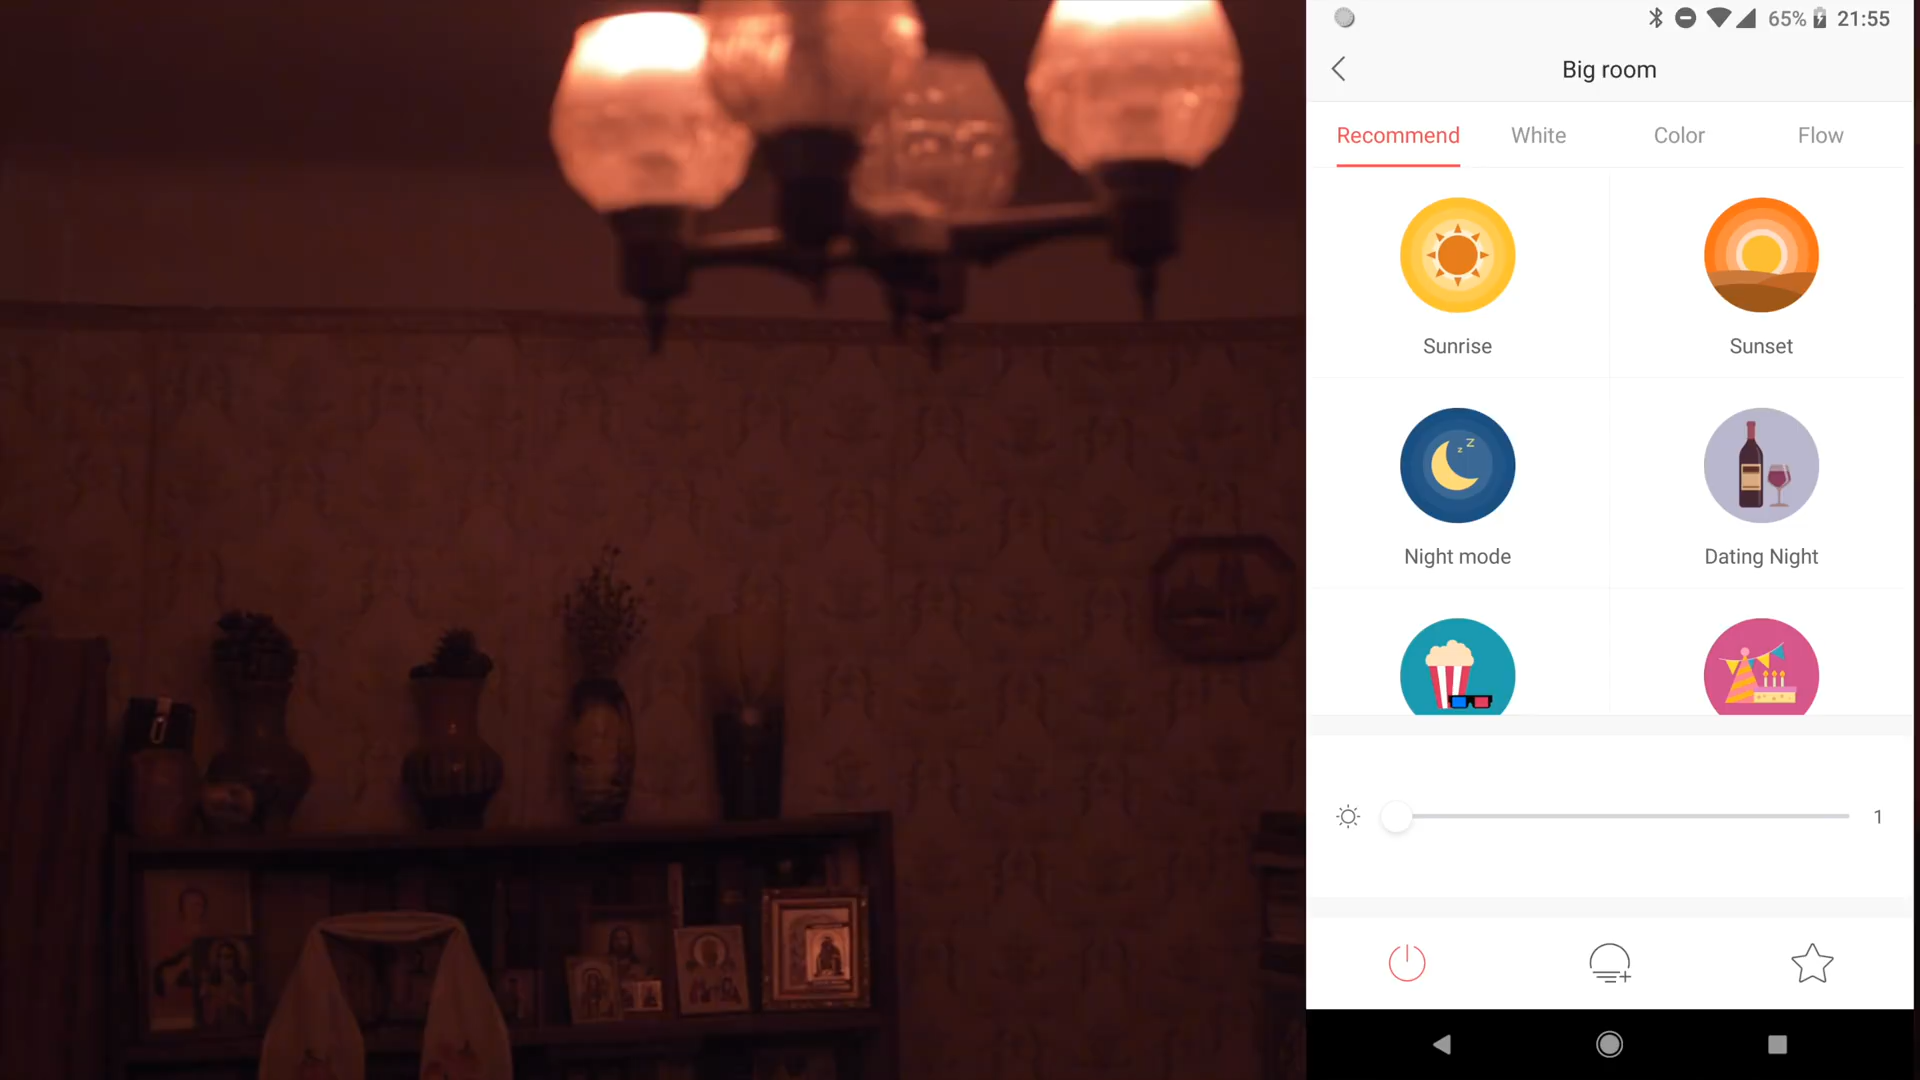 65% 21:55
Big room
Recommend White Color Flow
Sunrise Sunset
Night mode Dating Night
1